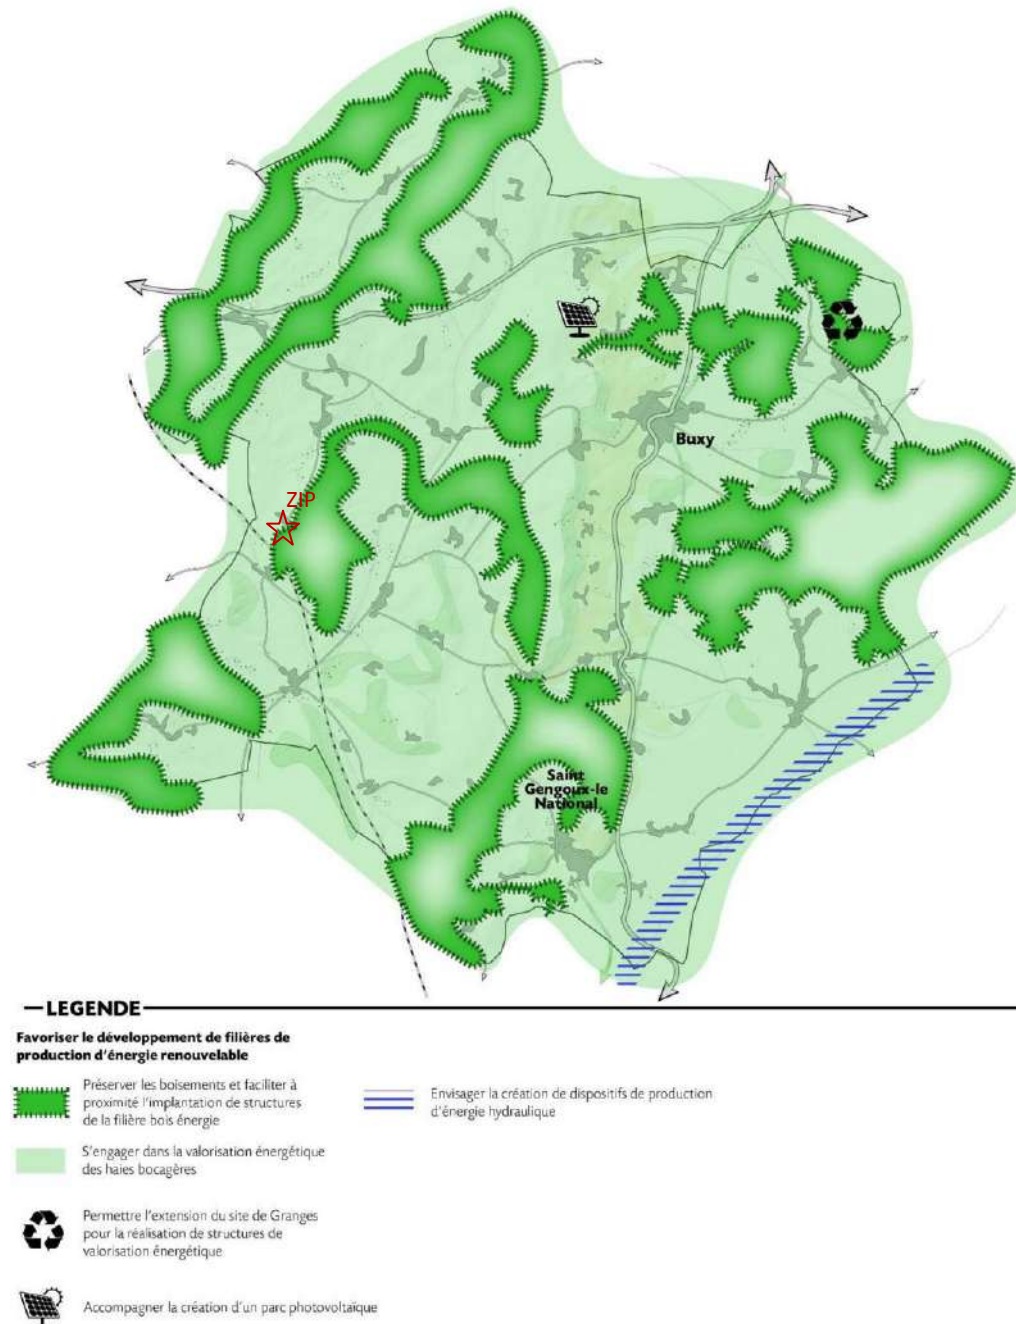 ZIP
Buxy
Saint
Gengoux-le
National
LEGENDE
Favoriser le développement de filières de
production d'énergie renouvelable
Préserver les boisements et faciliter à
proximité l'implantation de structures
de la filière bois énergie
Envisager la création de dispositifs de production
d'énergie hydraulique
S'engager dans la valorisation énergétique
des haies bocagères
Permettre l'extension du site de Granges
pour la réalisation de structures de
valorisation énergétique
Accompagner la création d'un parc photovoltaïque